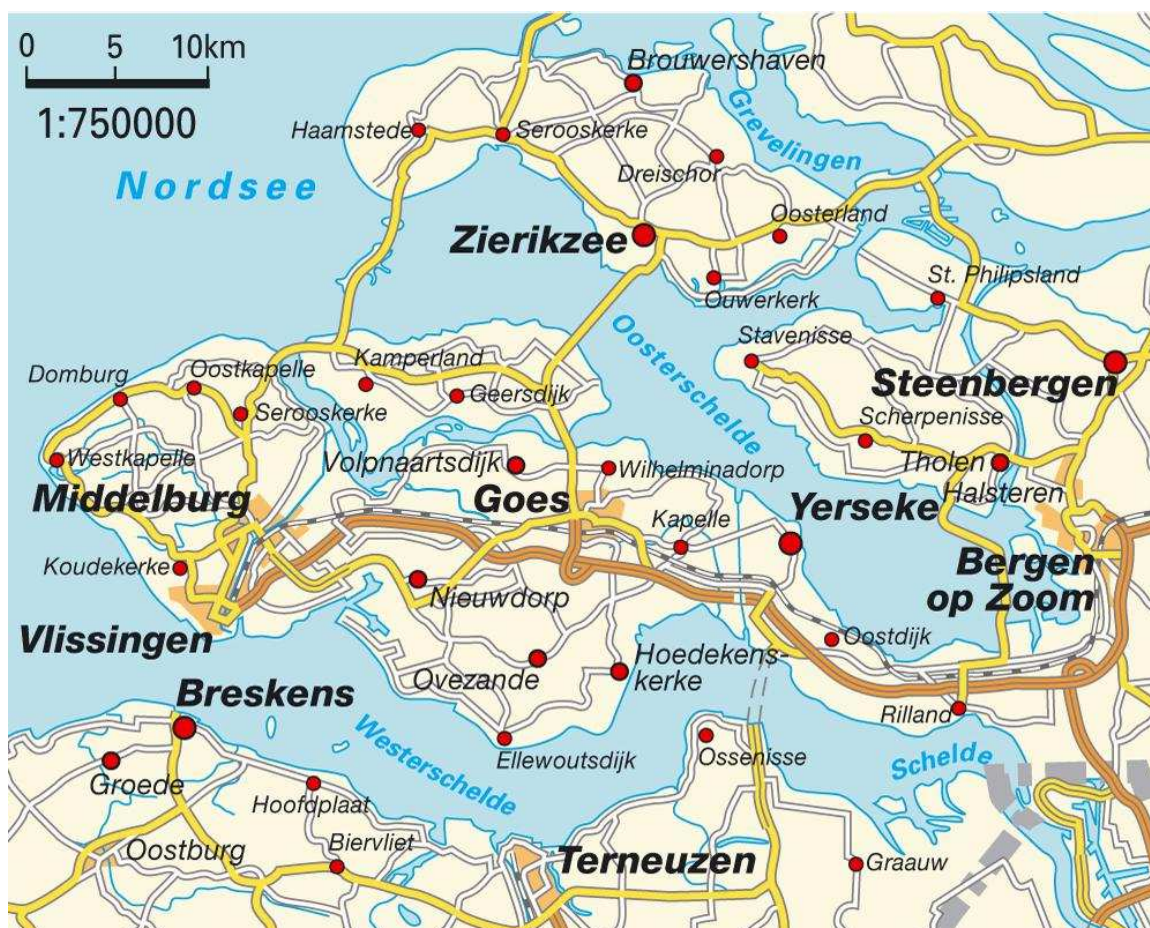 0 5 10km
1:750000
Brouwershaven
Haamstede
Serooskerke
Grevelingen
Dreischor
Nordsee
Zierikzee
Oosterland
Ouwerkerk
St. Philipsland
Oosterschelde
Stavenisse
Domburg
Oostkapelle
Kamperland
Serooskerke
Geersdijk
Steenbergen
Scherpenisse
Westkapelle
Volpnaartsdijk
Wilhelminadorp
Tholen
Middelburg
Goes
Halsteren
Kapelle
Yerseke
Koudekerke
Nieuwdorp
Bergen
op Zoom
Vlissingen
Oostdijk
Ovezande
Hoedekens-
kerke
Breskens
Rilland
Westerschelde
Ellewoutsdijk
Ossenisse
Schelde
Groede
Hoofdplaat
Oostburg
Biervliet
Terneuzen
Graauw